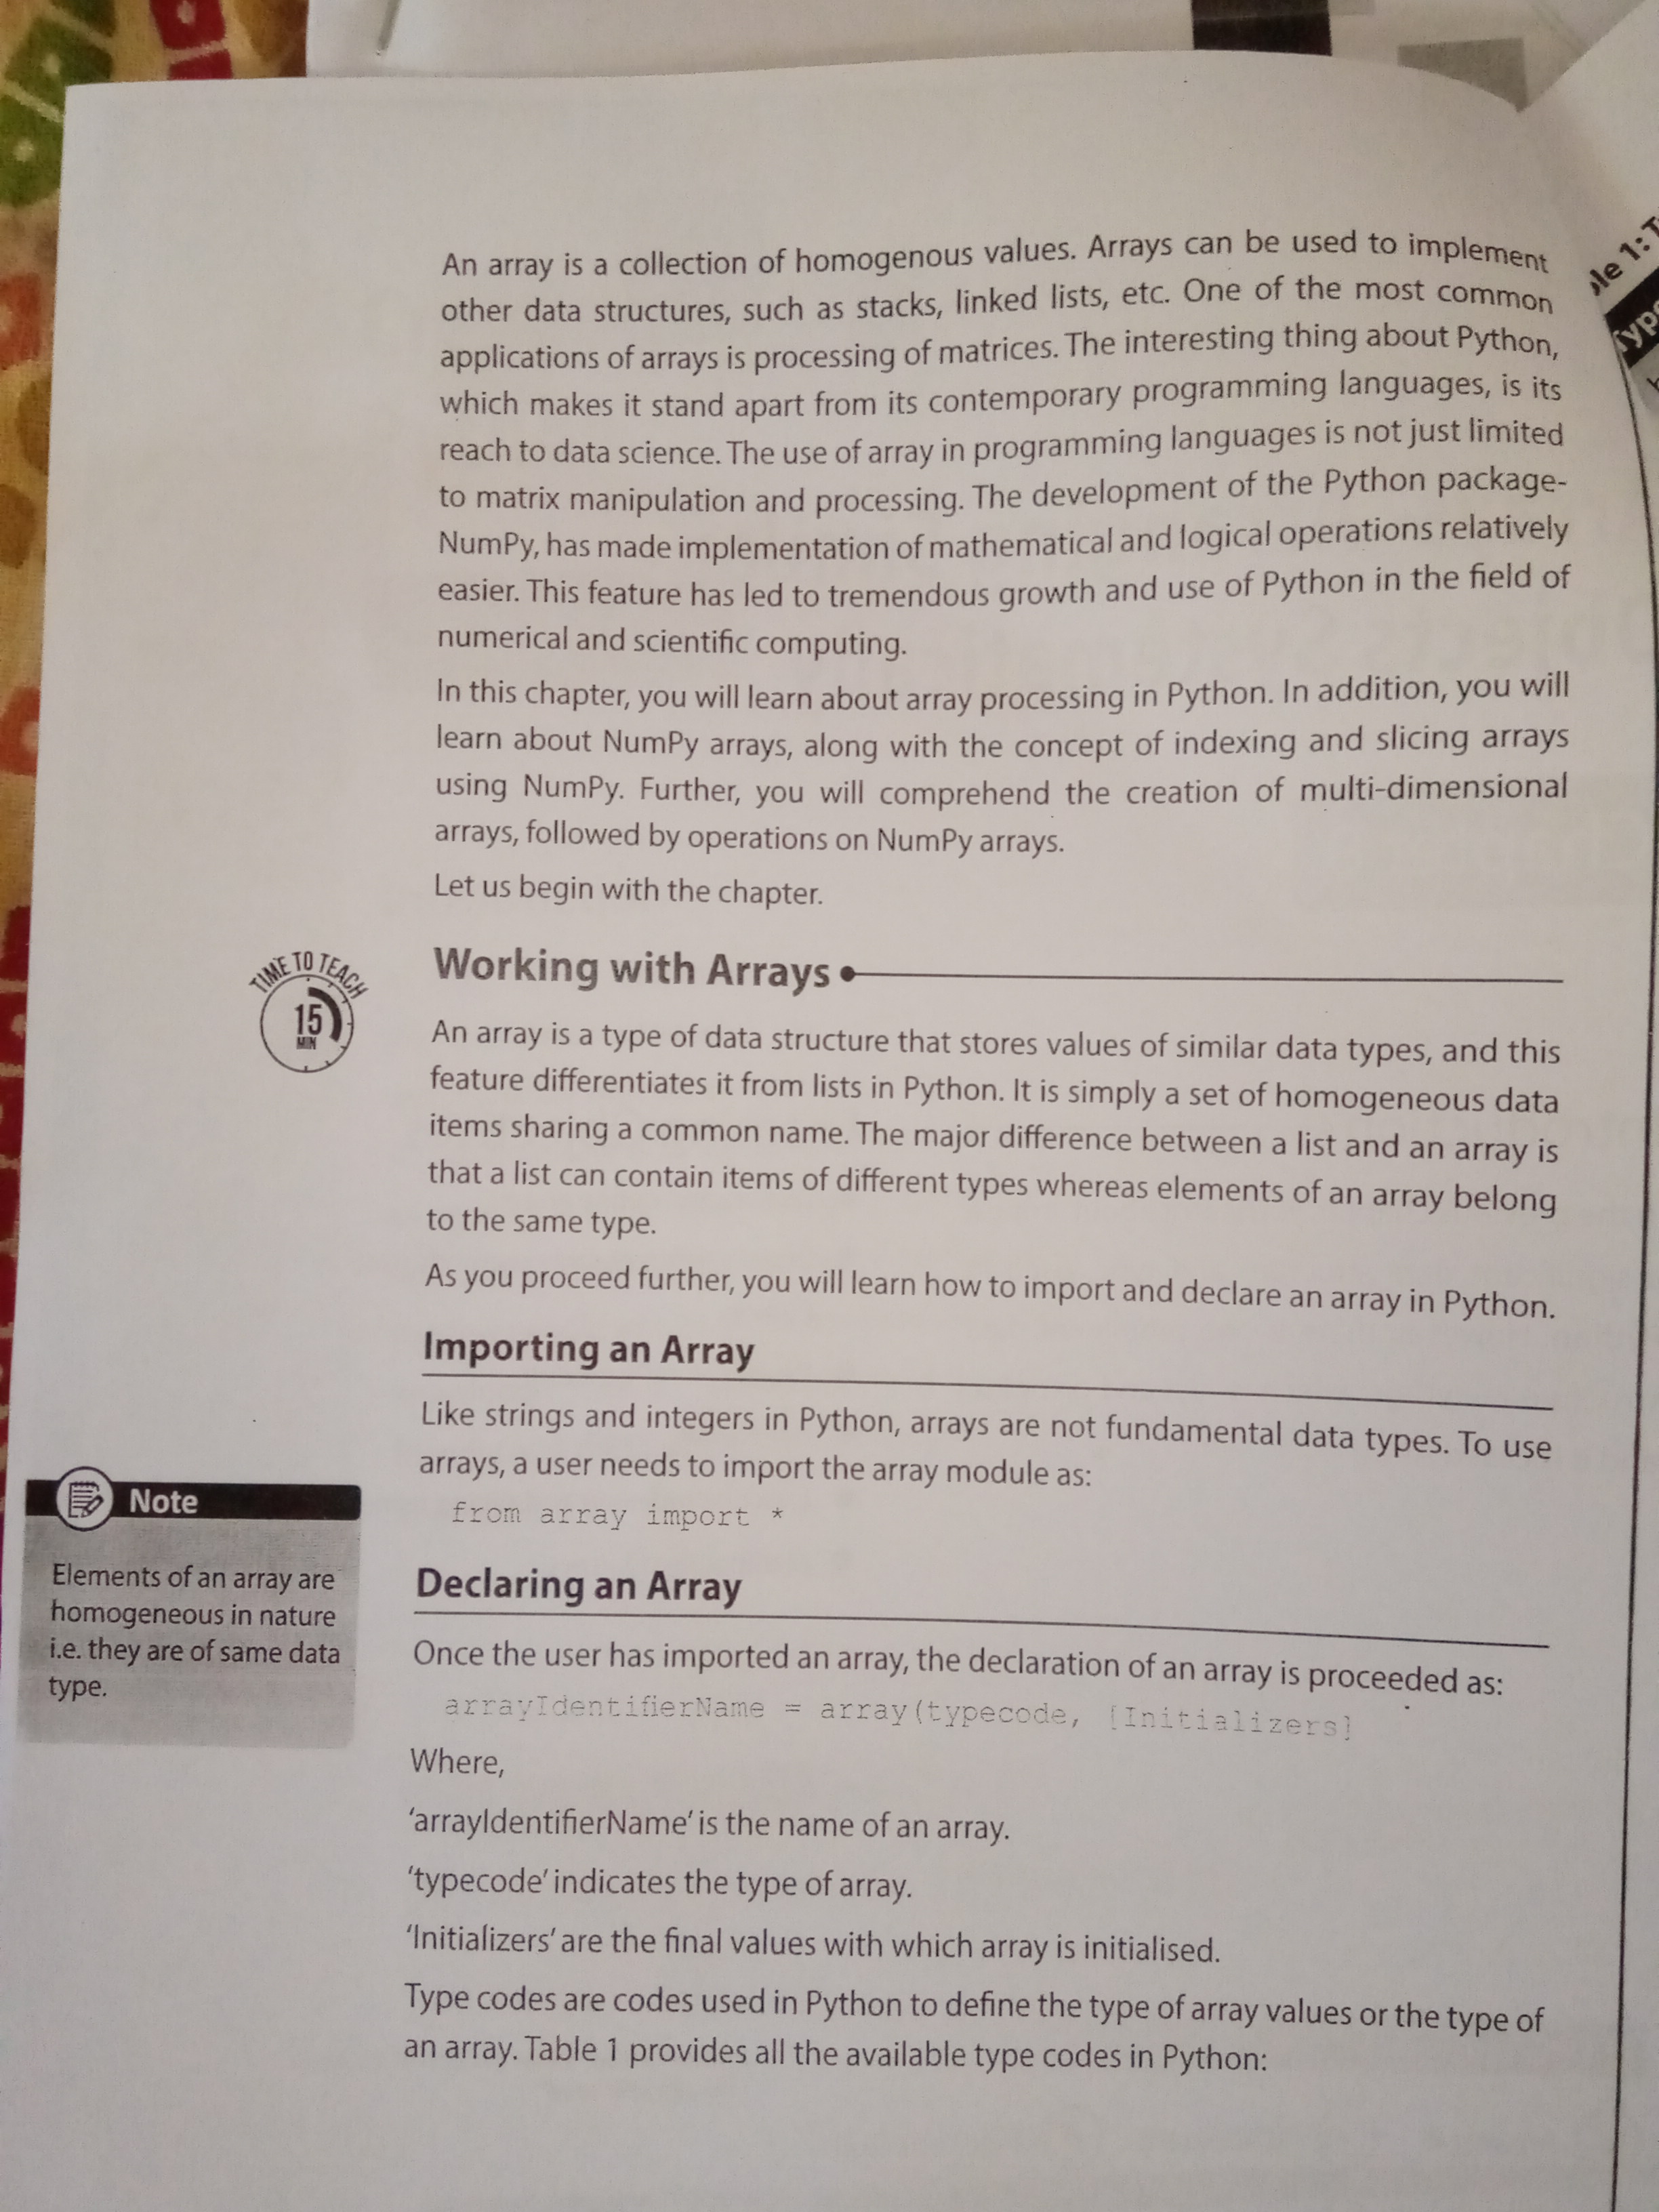 An array is a collection of homogenous values. Arrays can be used to implement
other data structures, such as stacks, linked lists, etc. One of the most common
applications of arrays is processing of matrices. The interesting thing about Python,
which makes it stand apart from its contemporary programming languages, is its
reach to data science. The use of array in programming languages is not just limited
to matrix manipulation and processing. The development of the Python package-
NumPy, has made implementation of mathematical and logical operations relatively
easier. This feature has led to tremendous growth and use of Python in the field of
numerical and scientific computing.
In this chapter, you will learn about array processing in Python. In addition, you will
learn about NumPy arrays, along with the concept of indexing and slicing arrays
using NumPy. Further, you will comprehend the creation of multi-dimensional
arrays, followed by operations on NumPy arrays.
Let us begin with the chapter.
TIME TO TEACH
15
MIN
Working with Arrays
An array is a type of data structure that stores values of similar data types, and this
feature differentiates it from lists in Python. It is simply a set of homogeneous data
items sharing a common name. The major difference between a list and an array is
that a list can contain items of different types whereas elements of an array belong
to the same type.
As you proceed further, you will learn how to import and declare an array in Python.
Importing an Array
Like strings and integers in Python, arrays are not fundamental data types. To use
arrays, a user needs to import the array module as:
from array import *
Note
Elements of an array are
homogeneous in nature
i.e. they are of same data
type.
Declaring an Array
Once the user has imported an array, the declaration of an array is proceeded as:
arrayIdentifierName = array(typecode, [Initializers]
Where,
‘arrayIdentifierName’ is the name of an array.
‘typecode’ indicates the type of array.
‘Initializers’ are the final values with which array is initialised.
Type codes are codes used in Python to define the type of array values or the type of
an array. Table 1 provides all the available type codes in Python: